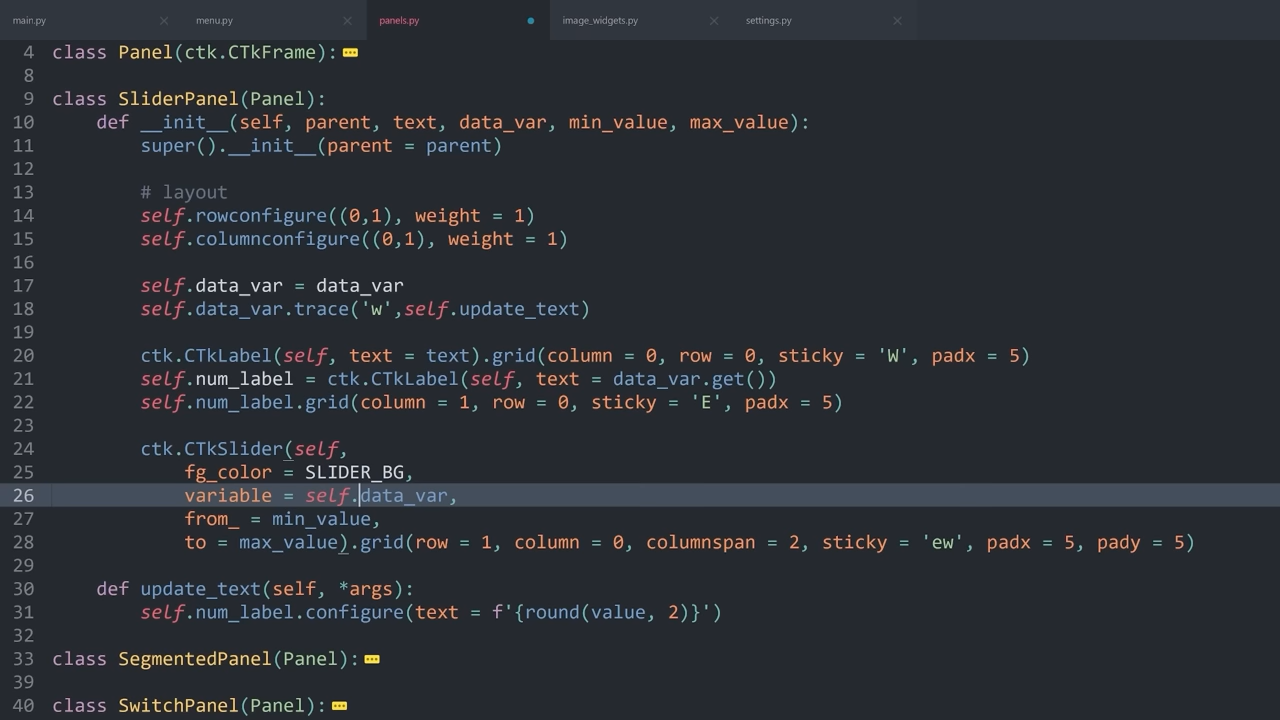 main.py menu.py panels.py image_widgets.py settings.py
4 class Panel(ctk.CTkFrame):
8
9 class SliderPanel(Panel):
10     def __init__(self, parent, text, data_var, min_value, max_value):
11         super().__init__(parent = parent)
12
13         # layout
14         self.rowconfigure((0,1), weight = 1)
15         self.columnconfigure((0,1), weight = 1)
16
17         self.data_var = data_var
18         self.data_var.trace('w',self.update_text)
19
20         ctk.CTkLabel(self, text = text).grid(column = 0, row = 0, sticky = 'W', padx = 5)
21         self.num_label = ctk.CTkLabel(self, text = data_var.get())
22         self.num_label.grid(column = 1, row = 0, sticky = 'E', padx = 5)
23
24         ctk.CTkSlider(self,
25             fg_color = SLIDER_BG,
26             variable = self.data_var,
27             from_ = min_value,
28             to = max_value).grid(row = 1, column = 0, columnspan = 2, sticky = 'ew', padx = 5, pady = 5)
29
30     def update_text(self, *args):
31         self.num_label.configure(text = f'{round(value, 2)}')
32
33 class SegmentedPanel(Panel):
39
40 class SwitchPanel(Panel):